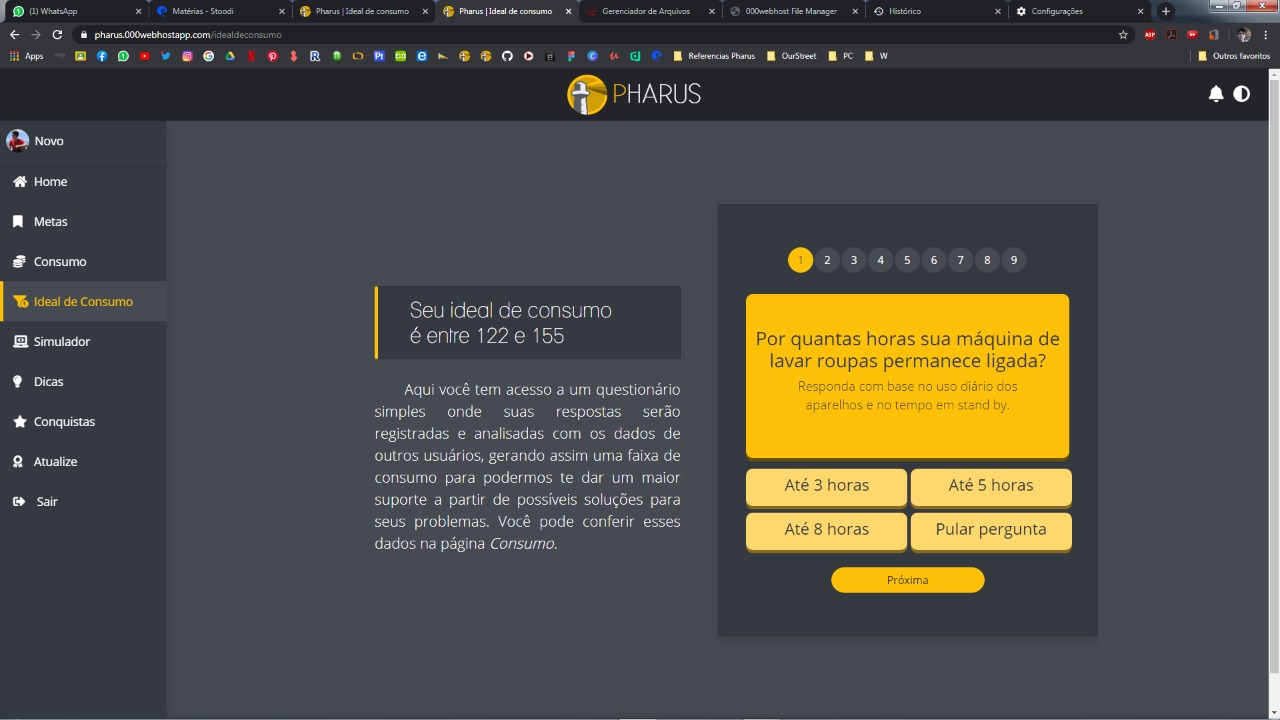 (1) WhatsApp
Matérias - Stoodi
Pharus | Ideal de consumo
Pharus | Ideal de consumo
Gerenciador de Arquivos
000webhost File Manager
Histórico
Configurações
pharus.000webhostapp.com/idealdeconsumo
Apps
Referencias Pharus
OurStreet
PC
W
Outros favoritos
PHARUS
Novo
Home
Metas
Consumo
Ideal de Consumo
Simulador
Dicas
Conquistas
Atualize
Sair
Seu ideal de consumo
é entre 122 e 155
Aqui você tem acesso a um questionário
simples onde suas respostas serão
registradas e analisadas com os dados de
outros usuários, gerando assim uma faixa de
consumo para podermos te dar um maior
suporte a partir de possíveis soluções para
seus problemas. Você pode conferir esses
dados na página Consumo.
1 2 3 4 5 6 7 8 9
Por quantas horas sua máquina de
lavar roupas permanece ligada?
Responda com base no uso diário dos
aparelhos e no tempo em stand by.
Até 3 horas
Até 5 horas
Até 8 horas
Pular pergunta
Próxima